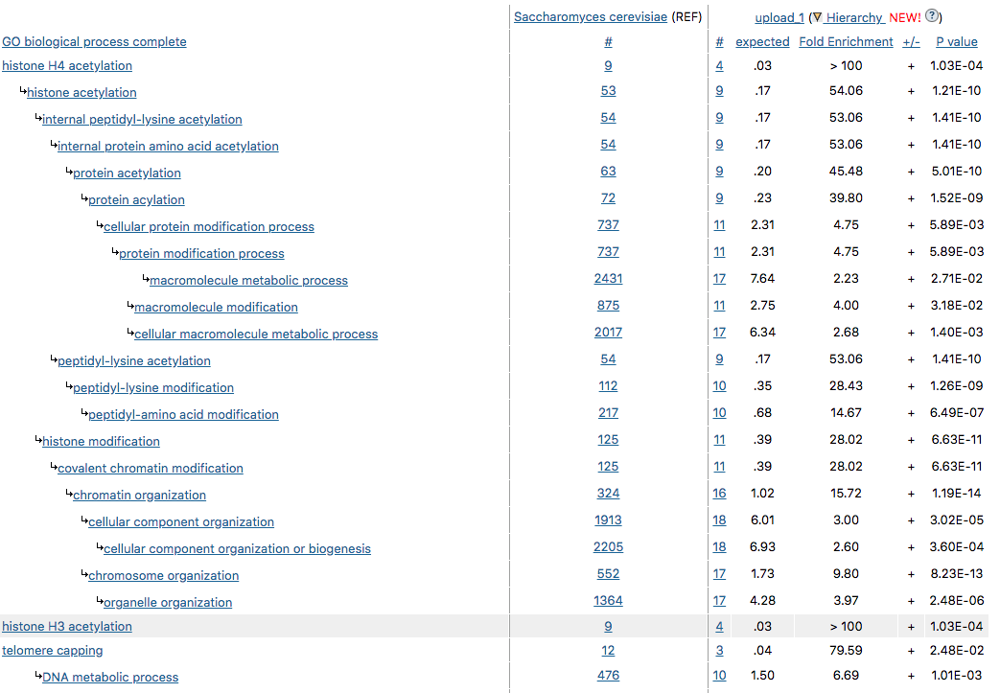 Saccharomyces cerevisiae (REF) upload_1 (▼ Hierarchy NEW! ?)
GO biological process complete # # expected Fold Enrichment +/- P value
histone H4 acetylation 9 4 .03 > 100 + 1.03E-04
↳histone acetylation 53 9 .17 54.06 + 1.21E-10
↳internal peptidyl-lysine acetylation 54 9 .17 53.06 + 1.41E-10
↳internal protein amino acid acetylation 54 9 .17 53.06 + 1.41E-10
↳protein acetylation 63 9 .20 45.48 + 5.01E-10
↳protein acylation 72 9 .23 39.80 + 1.52E-09
↳cellular protein modification process 737 11 2.31 4.75 + 5.89E-03
↳protein modification process 737 11 2.31 4.75 + 5.89E-03
↳macromolecule metabolic process 2431 17 7.64 2.23 + 2.71E-02
↳macromolecule modification 875 11 2.75 4.00 + 3.18E-02
↳cellular macromolecule metabolic process 2017 17 6.34 2.68 + 1.40E-03
↳peptidyl-lysine acetylation 54 9 .17 53.06 + 1.41E-10
↳peptidyl-lysine modification 112 10 .35 28.43 + 1.26E-09
↳peptidyl-amino acid modification 217 10 .68 14.67 + 6.49E-07
↳histone modification 125 11 .39 28.02 + 6.63E-11
↳covalent chromatin modification 125 11 .39 28.02 + 6.63E-11
↳chromatin organization 324 16 1.02 15.72 + 1.19E-14
↳cellular component organization 1913 18 6.01 3.00 + 3.02E-05
↳cellular component organization or biogenesis 2205 18 6.93 2.60 + 3.60E-04
↳chromosome organization 552 17 1.73 9.80 + 8.23E-13
↳organelle organization 1364 17 4.28 3.97 + 2.48E-06
histone H3 acetylation 9 4 .03 > 100 + 1.03E-04
telomere capping 12 3 .04 79.59 + 2.48E-02
↳DNA metabolic process 476 10 1.50 6.69 + 1.01E-03